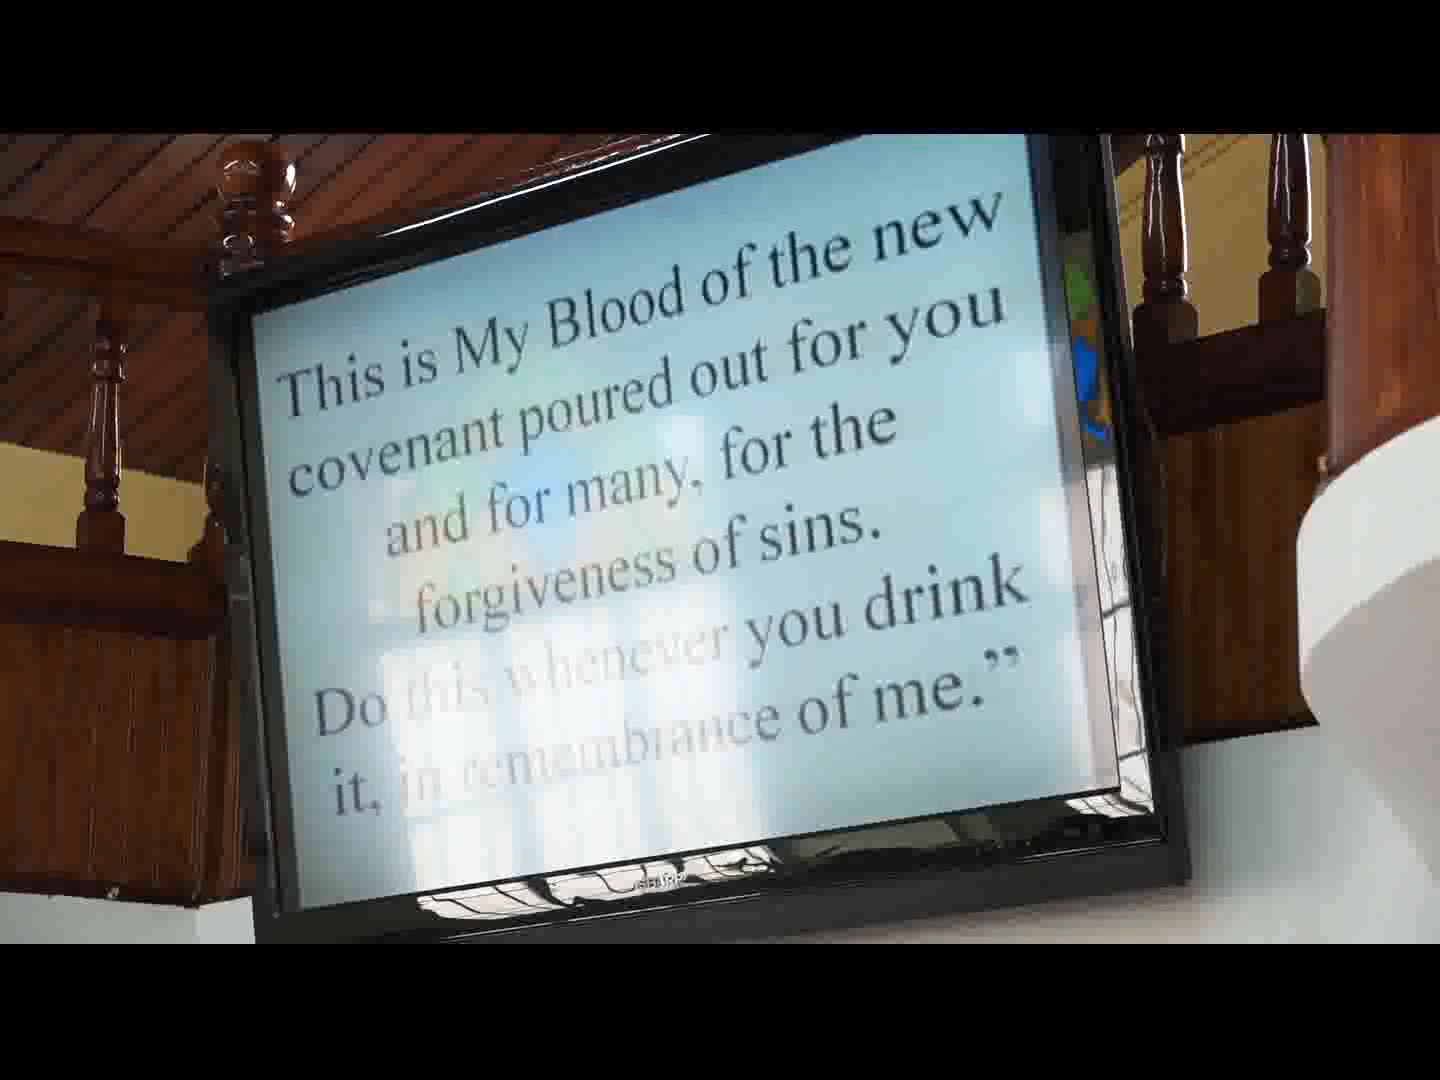 This is My Blood of the new
covenant poured out for you
and for many, for the
forgiveness of sins.
Do this whenever you drink
it, in remembrance of me.”
SHARP